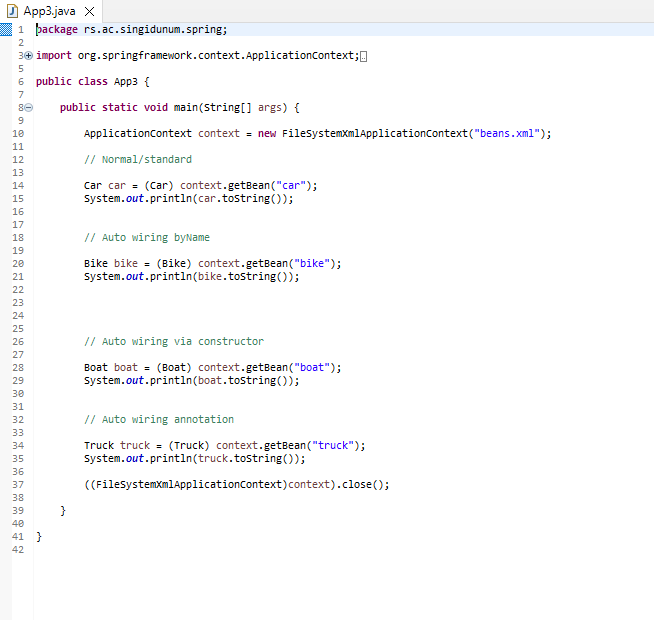 App3.java
1 package rs.ac.singidunum.spring;
2
3 import org.springframework.context.ApplicationContext;
5
6 public class App3 {
7
8 public static void main(String[] args) {
9
10 ApplicationContext context = new FileSystemXmlApplicationContext("beans.xml");
11
12 // Normal/standard
13
14 Car car = (Car) context.getBean("car");
15 System.out.println(car.toString());
16
17
18 // Auto wiring byName
19
20 Bike bike = (Bike) context.getBean("bike");
21 System.out.println(bike.toString());
22
23
24
25
26 // Auto wiring via constructor
27
28 Boat boat = (Boat) context.getBean("boat");
29 System.out.println(boat.toString());
30
31
32 // Auto wiring annotation
33
34 Truck truck = (Truck) context.getBean("truck");
35 System.out.println(truck.toString());
36
37 ((FileSystemXmlApplicationContext)context).close();
38
39 }
40
41 }
42